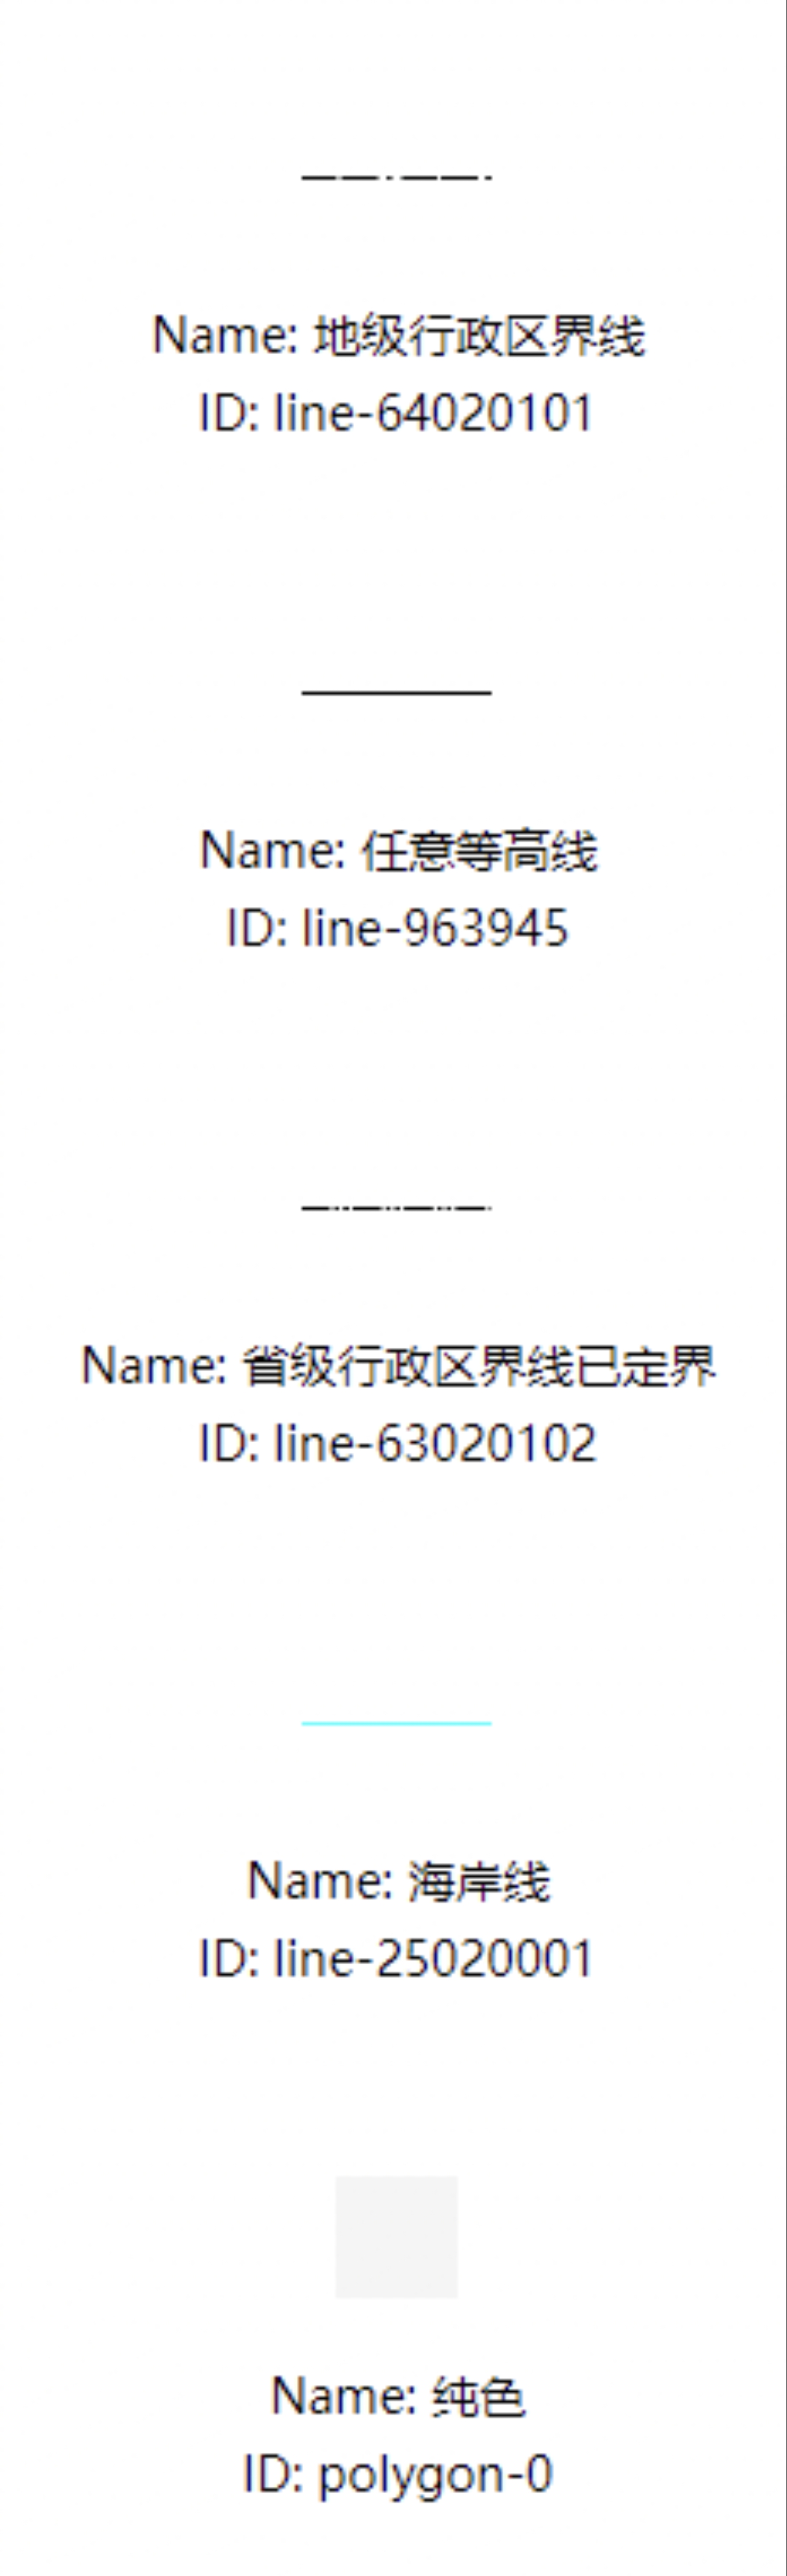 Name: 地级行政区界线
ID: line-64020101
Name: 任意等高线
ID: line-963945
Name: 省级行政区界线已定界
ID: line-63020102
Name: 海岸线
ID: line-25020001
Name: 纯色
ID: polygon-0